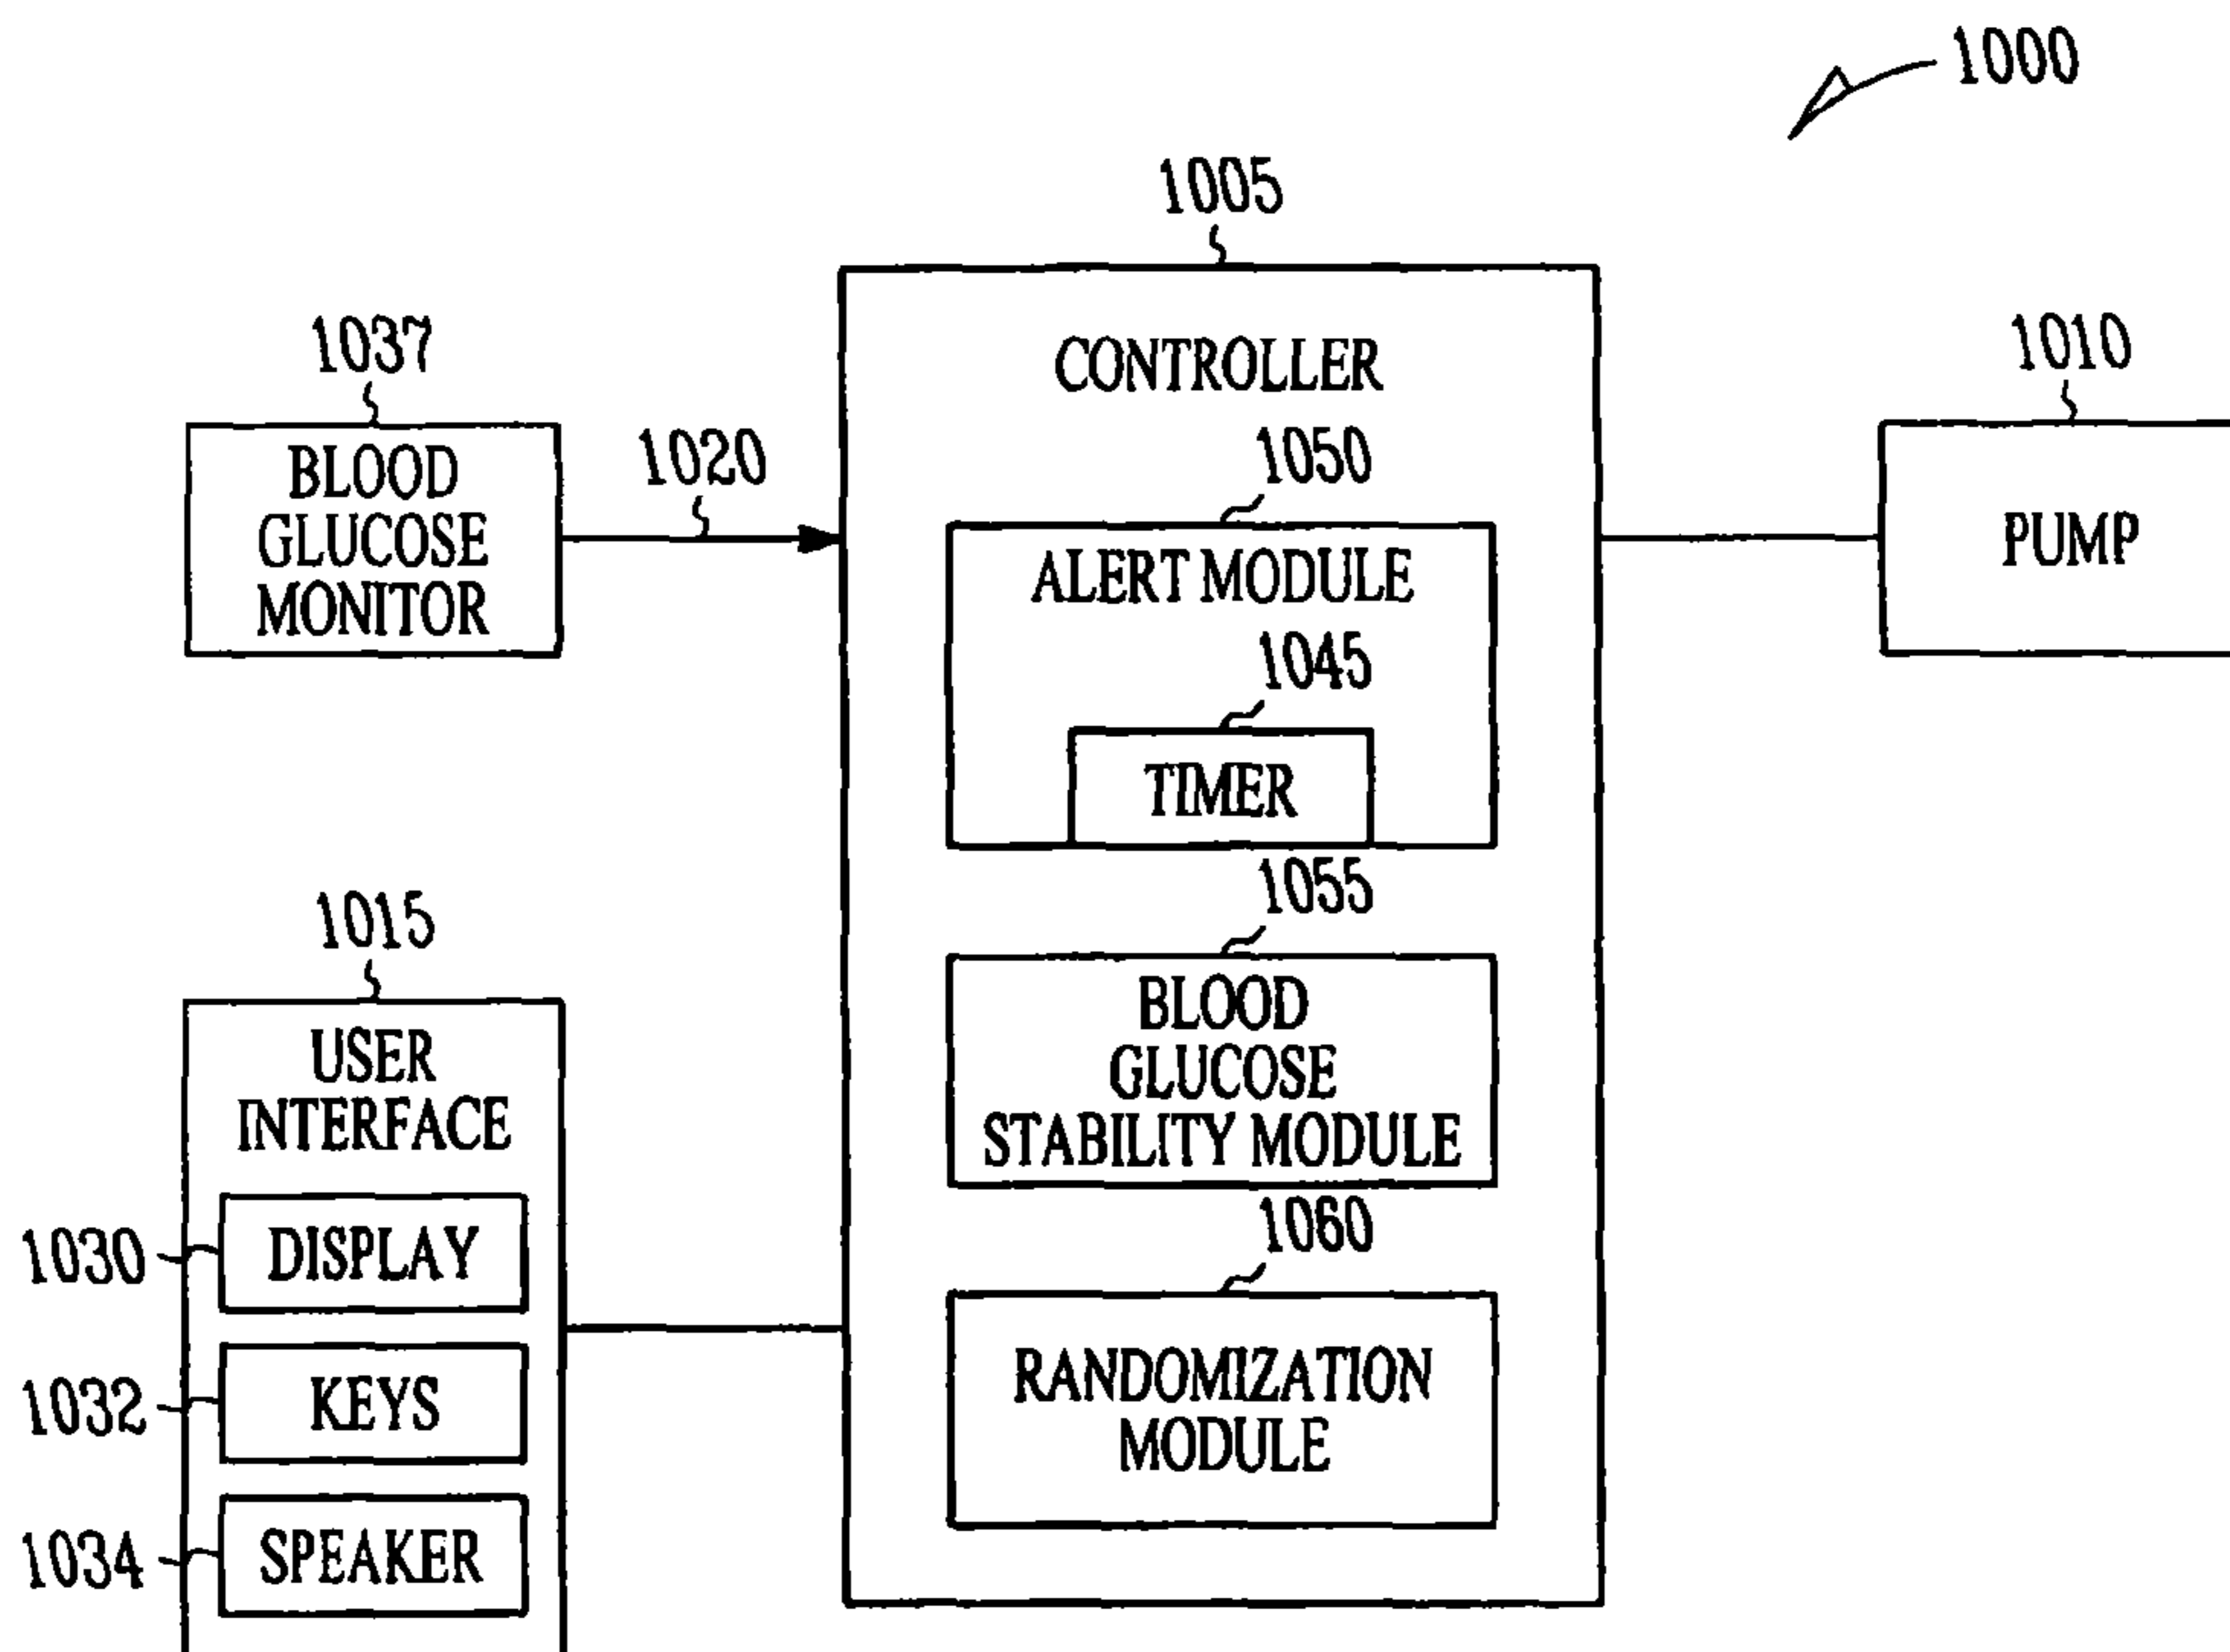 1000
1005
1037
BLOOD
GLUCOSE
MONITOR
1020
CONTROLLER
1050
ALERT MODULE
1045
TIMER
1055
BLOOD
GLUCOSE
STABILITY MODULE
1060
RANDOMIZATION
MODULE
1010
PUMP
1015
USER
INTERFACE
1030
DISPLAY
1032
KEYS
1034
SPEAKER